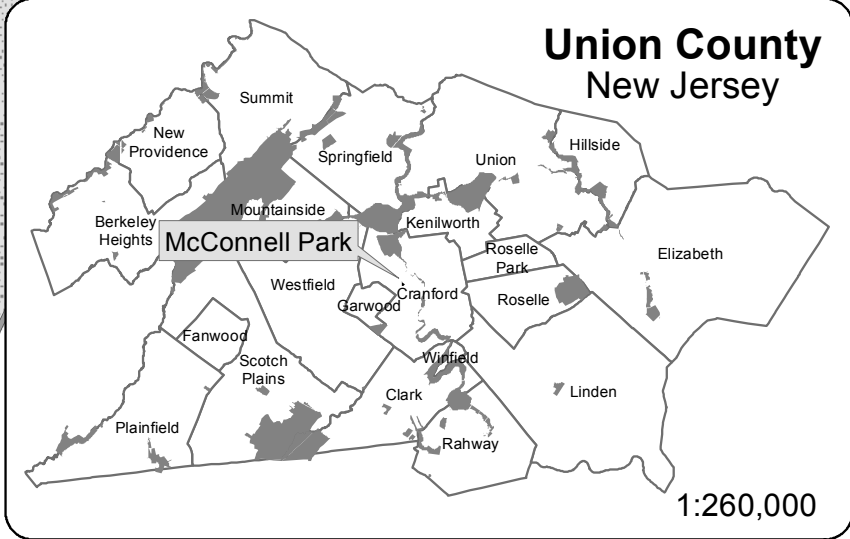 Union County
New Jersey
Summit
Hillside
New
Providence
Springfield
Union
Mountainside
Berkeley
Heights
Kenilworth
McConnell Park
Roselle
Park
Elizabeth
Westfield
Garwood
Cranford
Roselle
Fanwood
Scotch
Plains
Winfield
Clark
Linden
Plainfield
Rahway
1:260,000